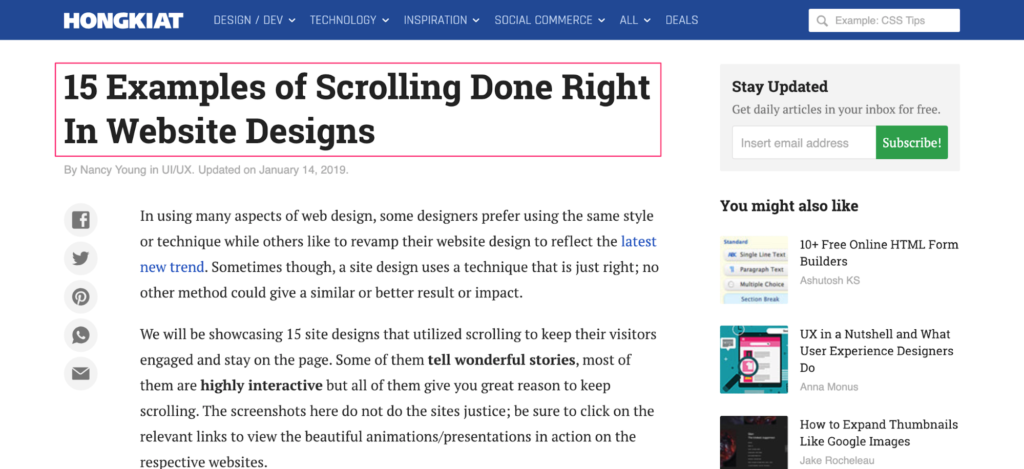 HONGKIAT
DESIGN / DEV
TECHNOLOGY
INSPIRATION
SOCIAL COMMERCE
ALL
DEALS
Example: CSS Tips
15 Examples of Scrolling Done Right
In Website Designs
By Nancy Young in UI/UX. Updated on January 14, 2019.
In using many aspects of web design, some designers prefer using the same style
or technique while others like to revamp their website design to reflect the latest
new trend. Sometimes though, a site design uses a technique that is just right; no
other method could give a similar or better result or impact.
We will be showcasing 15 site designs that utilized scrolling to keep their visitors
engaged and stay on the page. Some of them tell wonderful stories, most of
them are highly interactive but all of them give you great reason to keep
scrolling. The screenshots here do not do the sites justice; be sure to click on the
relevant links to view the beautiful animations/presentations in action on the
respective websites.
Stay Updated
Get daily articles in your inbox for free.
Insert email address
Subscribe!
You might also like
Standard
ABC Single Line Text
Paragraph Text
Multiple Choice
Section Break
10+ Free Online HTML Form
Builders
Ashutosh KS
UX in a Nutshell and What
User Experience Designers
Do
Anna Monus
How to Expand Thumbnails
Like Google Images
Jake Rocheleau